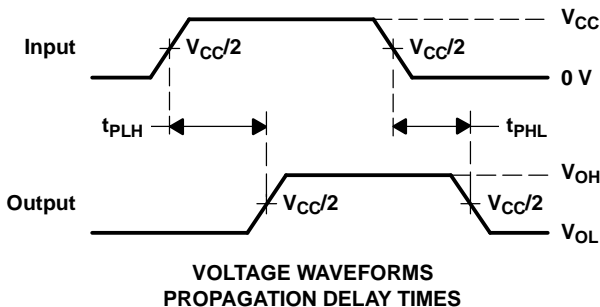 V_CC
Input
V_CC/2
V_CC/2
0 V
t_PLH
t_PHL
V_OH
Output
V_CC/2
V_CC/2
V_OL
VOLTAGE WAVEFORMS
PROPAGATION DELAY TIMES